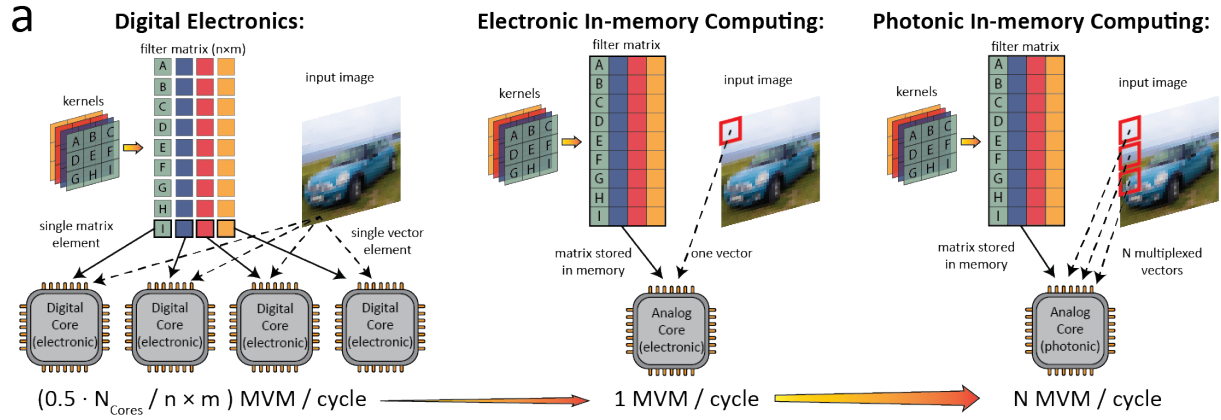 a
Digital Electronics:
filter matrix (n×m)
A
B
C
D
E
F
G
H
I
input image
kernels
A B C
D E F
G H I
single matrix
element
single vector
element
Digital
Core
(electronic)
Digital
Core
(electronic)
Digital
Core
(electronic)
Digital
Core
(electronic)
(0.5 · N_Cores / n × m ) MVM / cycle
Electronic In-memory Computing:
filter matrix
A
B
C
D
E
F
G
H
I
input image
kernels
A B C
D E F
G H I
matrix stored
in memory
one vector
Analog
Core
(electronic)
1 MVM / cycle
Photonic In-memory Computing:
filter matrix
A
B
C
D
E
F
G
H
I
input image
kernels
A B C
D E F
G H I
matrix stored
in memory
N multiplexed
vectors
Analog
Core
(photonic)
N MVM / cycle